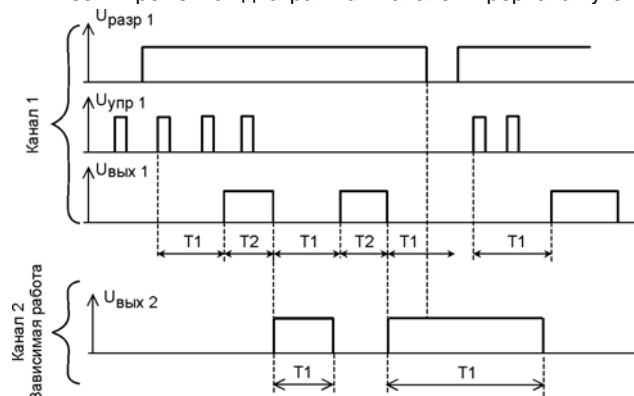 Uразр 1
Канал 1
Uупр 1
Uвых 1
T1 T2 T1 T2 T1 T1
Канал 2
Зависимая работа
Uвых 2
T1 T1